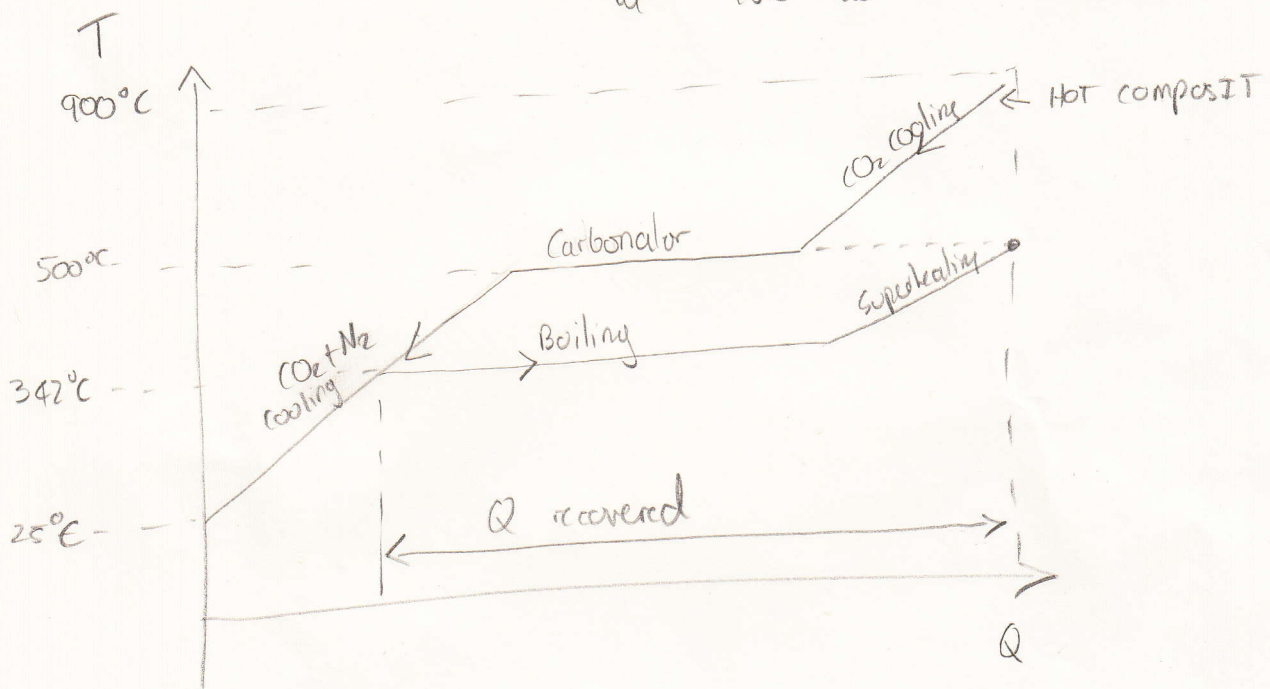 T
900°C
HOT COMPOSIT
CO₂ cooling
Carbonator
500°C
Superheating
Boiling
CO₂+N₂
cooling
342°C
Q recovered
25°C
Q